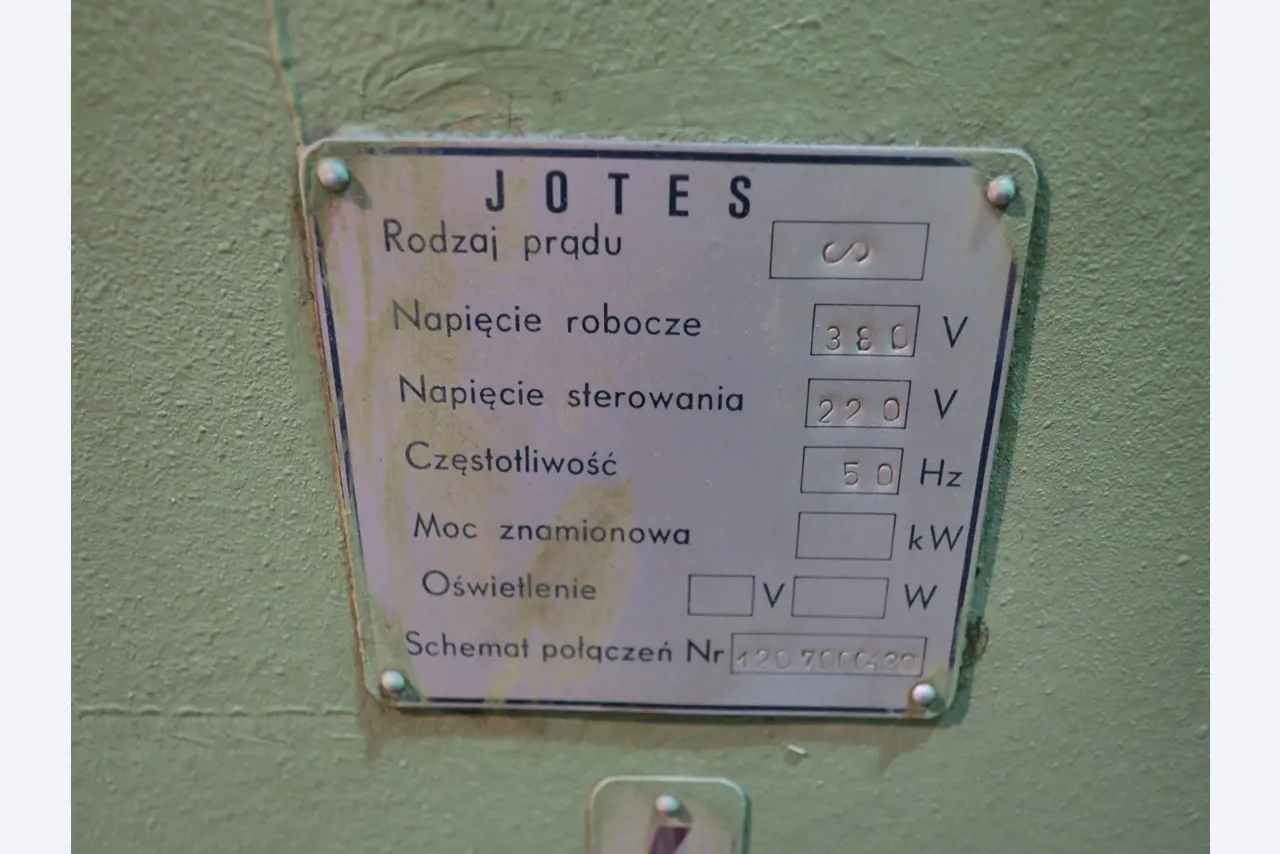 JOTES
Rodzaj prądu ∽
Napięcie robocze 380 V
Napięcie sterowania 220 V
Częstotliwość 50 Hz
Moc znamionowa kW
Oświetlenie V W
Schemat połączeń Nr